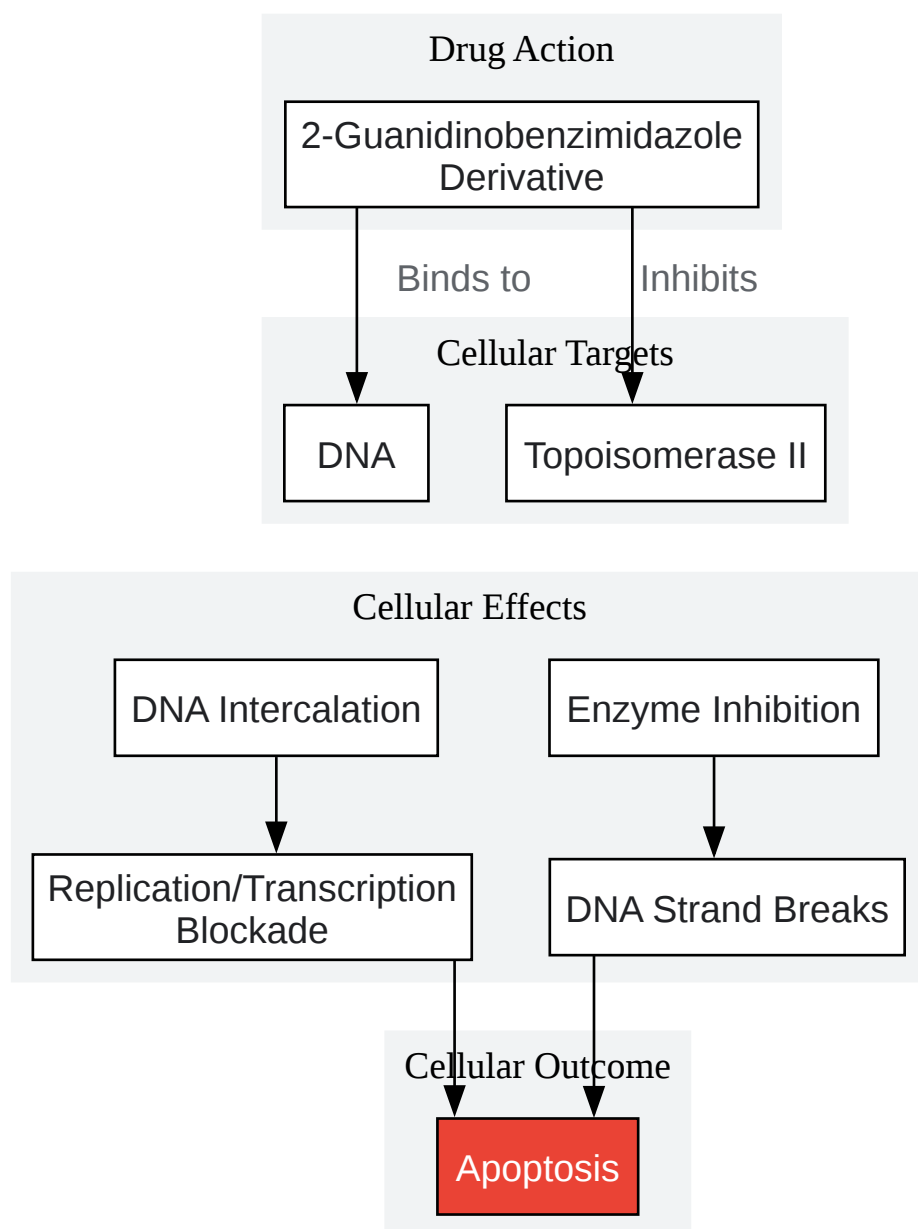 Drug Action
2-Guanidinobenzimidazole
Derivative
Binds to
Inhibits
Cellular Targets
DNA
Topoisomerase II
Cellular Effects
DNA Intercalation
Enzyme Inhibition
Replication/Transcription
Blockade
DNA Strand Breaks
Cellular Outcome
Apoptosis